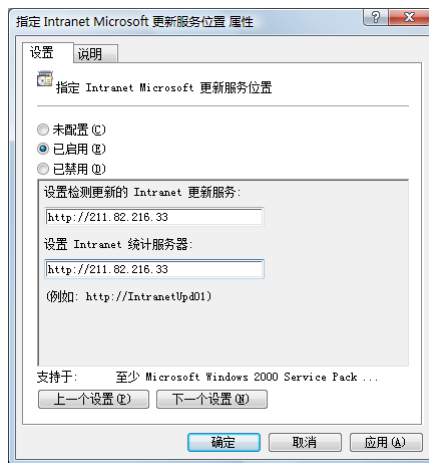 指定 Intranet Microsoft 更新服务位置 属性
设置 说明
指定 Intranet Microsoft 更新服务位置
未配置(C)
已启用(E)
已禁用(D)
设置检测更新的 Intranet 更新服务:
http://211.82.216.33
设置 Intranet 统计服务器:
http://211.82.216.33
(例如: http://IntranetUpd01)
支持于: 至少 Microsoft Windows 2000 Service Pack ...
上一个设置(P) 下一个设置(N)
确定 取消 应用(A)